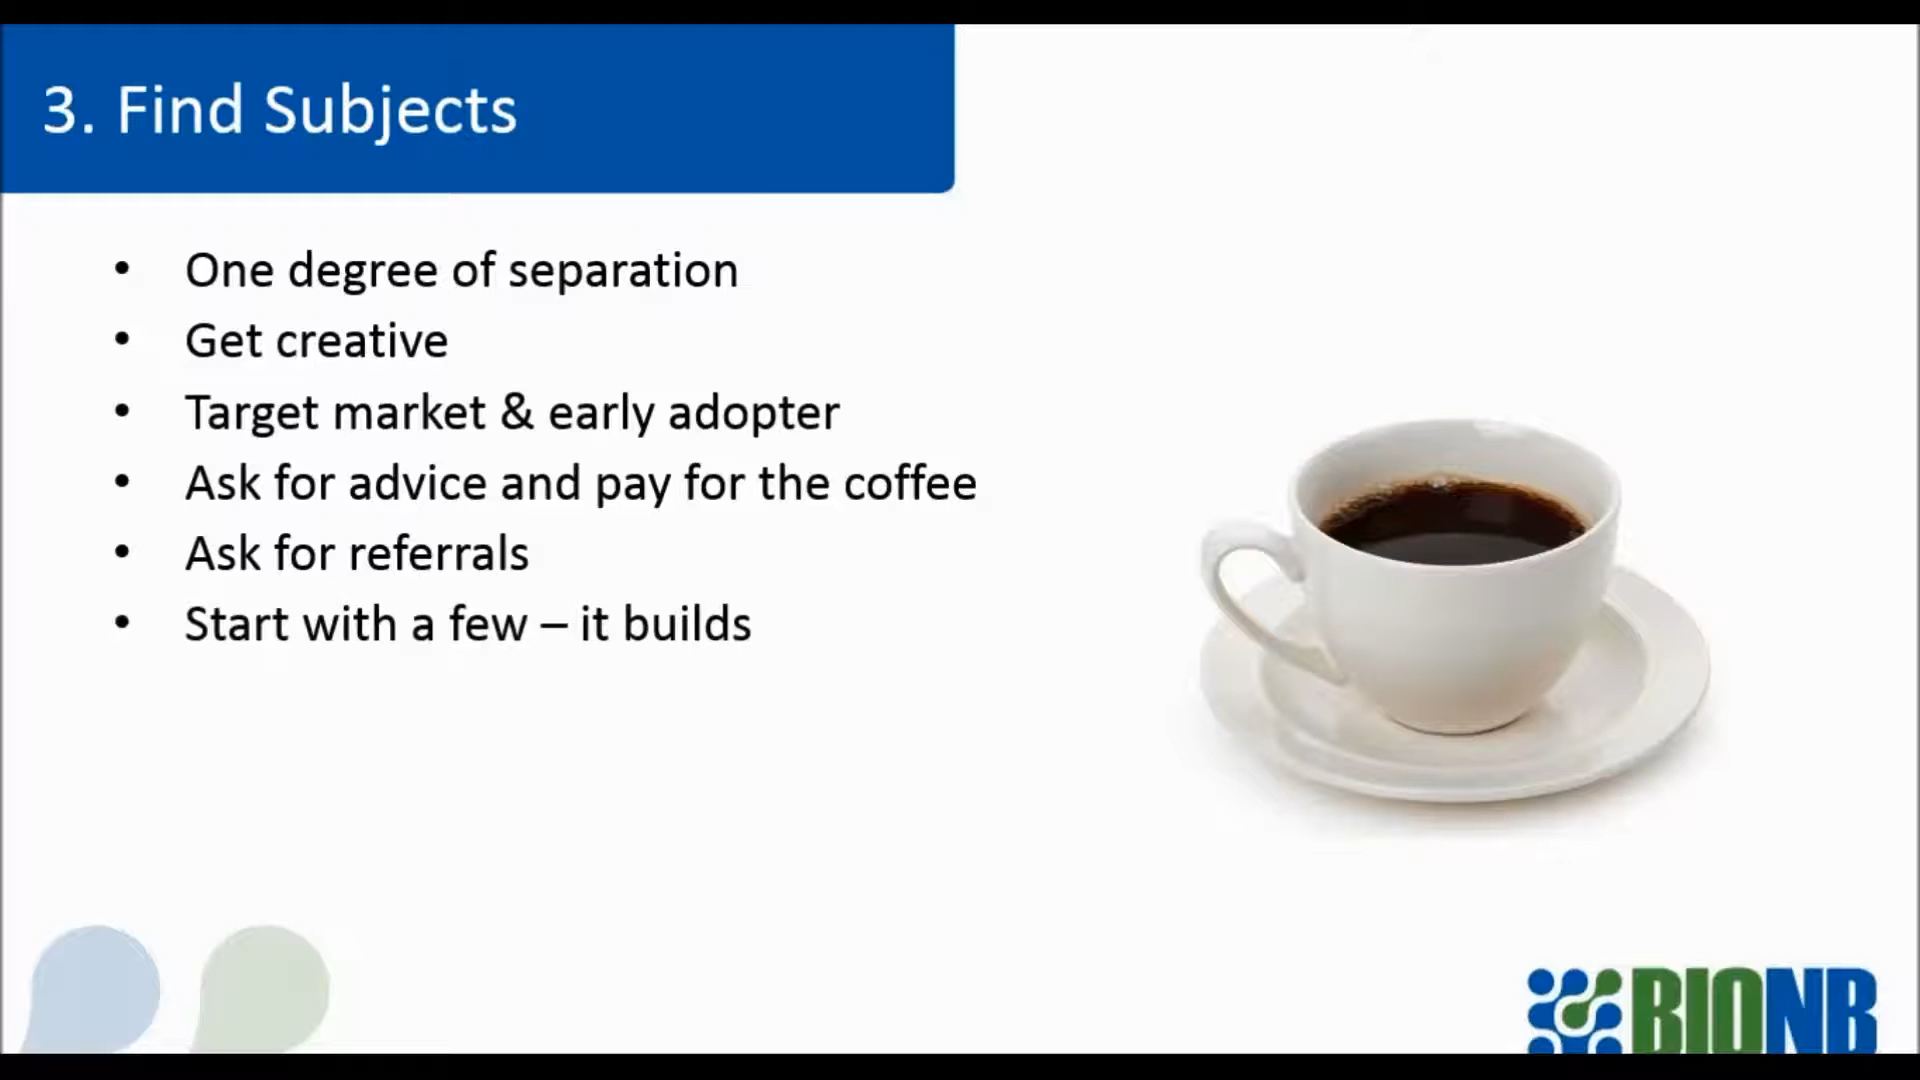 3. Find Subjects
• One degree of separation
• Get creative
• Target market & early adopter
• Ask for advice and pay for the coffee
• Ask for referrals
• Start with a few – it builds
BIONB